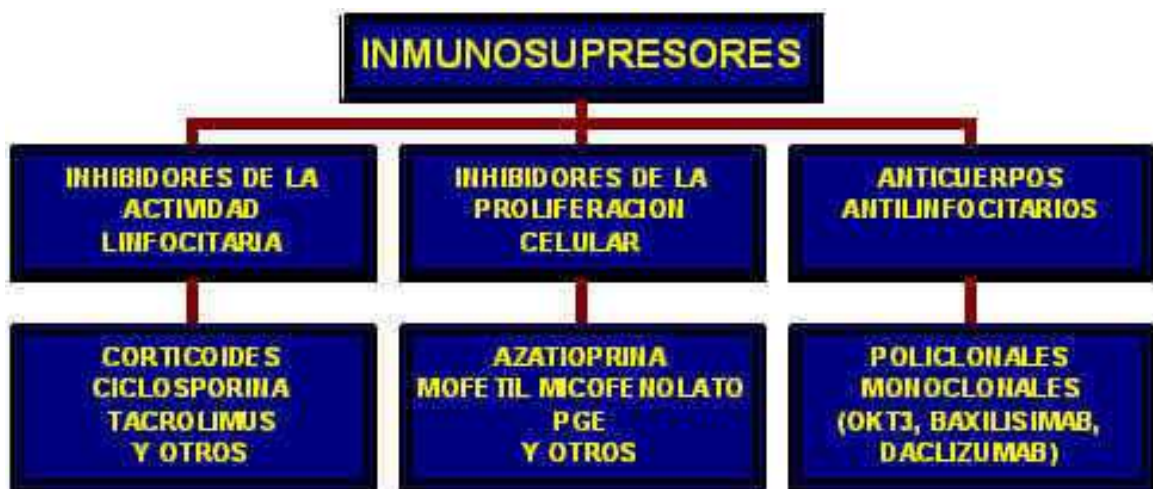 INMUNOSUPRESORES
INHIBIDORES DE LA
ACTIVIDAD
LINFOCITARIA
INHIBIDORES DE LA
PROLIFERACION
CELULAR
ANTICUERPOS
ANTILINFOCITARIOS
CORTICOIDES
CICLOSPORINA
TACROLIMUS
Y OTROS
AZATIOPRINA
MOFETIL MICOFENOLATO
PGE
Y OTROS
POLICLONALES
MONOCLONALES
(OKT3, BAXILISIMAB,
DACLIZUMAB)